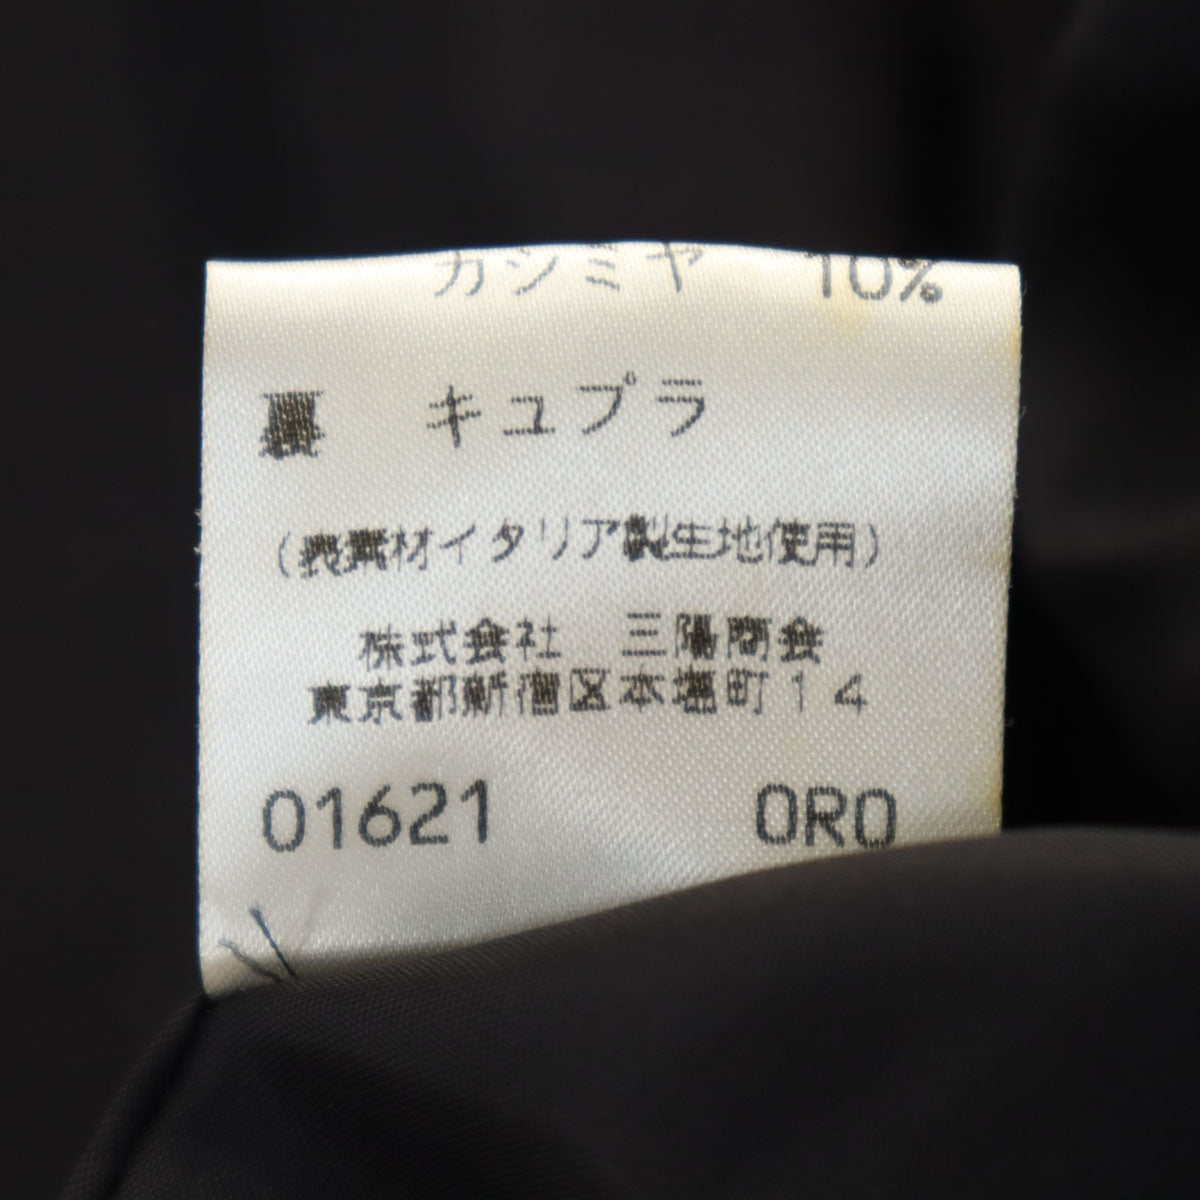 カシミヤ 10%
裏 キュプラ
(表素材イタリア製生地使用)
株式会社 三陽商会
東京都新宿区本塩町14
01621 0R0